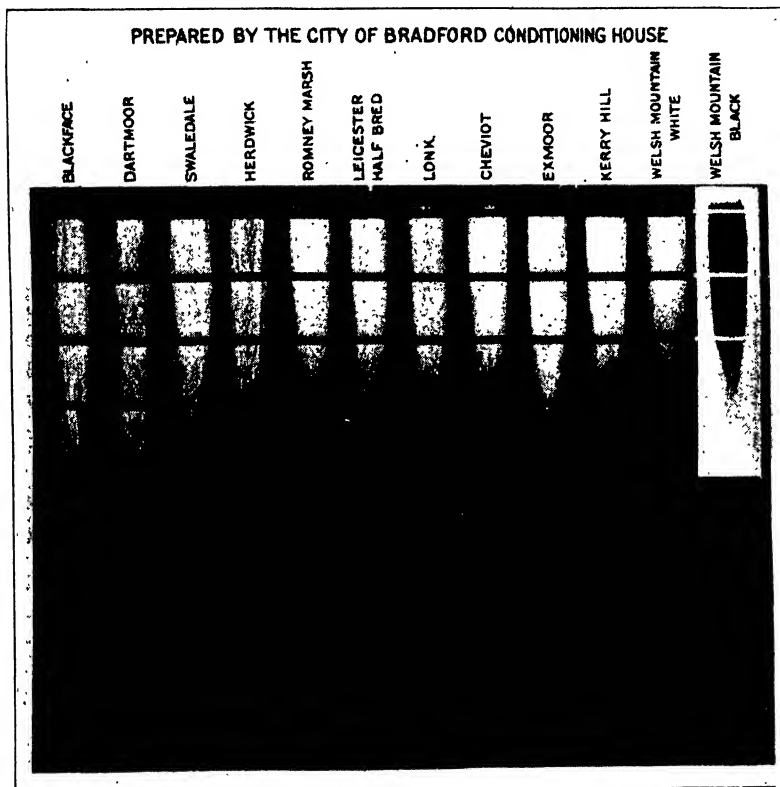 PREPARED BY THE CITY OF BRADFORD CONDITIONING HOUSE
BLACKFACE
DARTMOOR
SWALEDALE
HERDWICK
ROMNEY MARSH
LEICESTER
HALF BRED
LONK.
CHEVIOT
EXMOOR
KERRY HILL
WELSH MOUNTAIN
WHITE
WELSH MOUNTAIN
BLACK